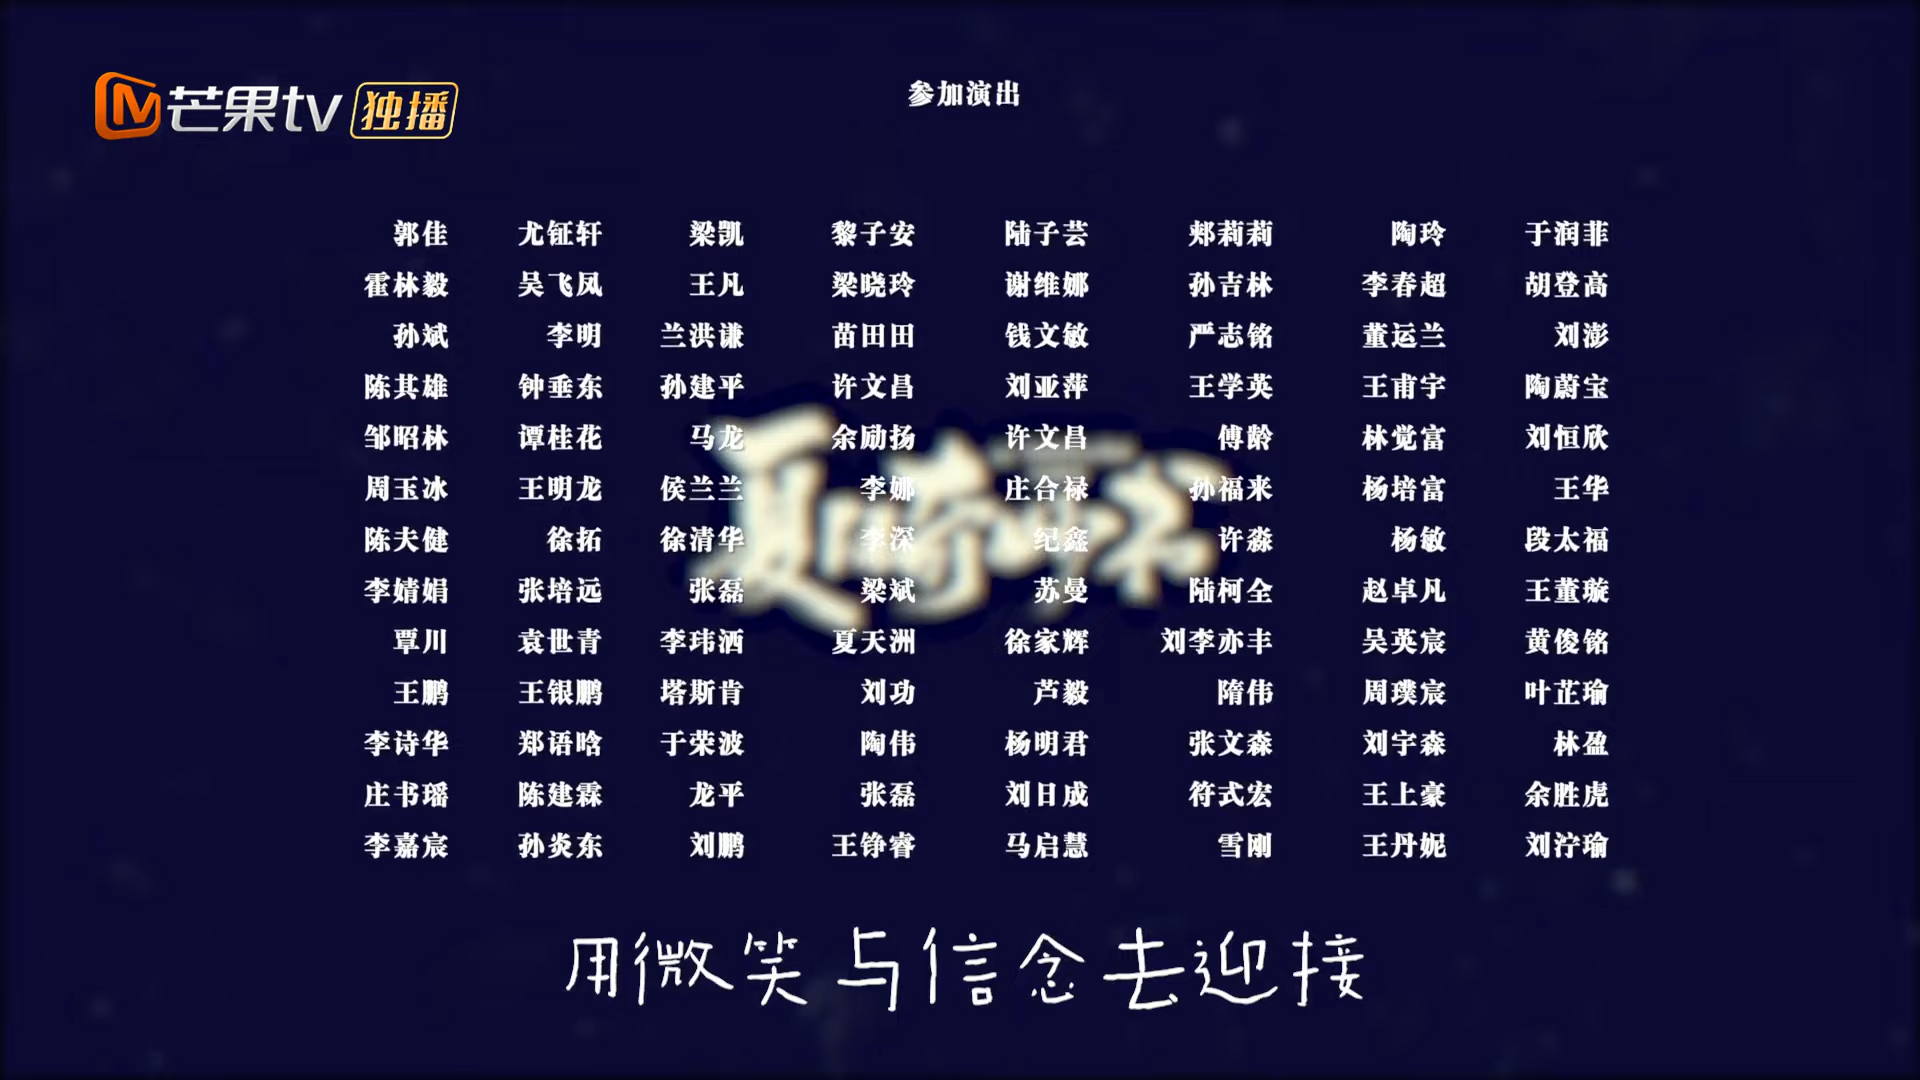 芒果tv 独播
参加演出
郭佳 尤钲轩 梁凯 黎子安 陆子芸 郏莉莉 陶玲 于润菲
霍林毅 吴飞凤 王凡 梁晓玲 谢维娜 孙吉林 李春超 胡登高
孙斌 李明 兰洪谦 苗田田 钱文敏 严志铭 董运兰 刘澎
陈其雄 钟垂东 孙建平 许文昌 刘亚萍 王学英 王甫宇 陶蔚宝
邹昭林 谭桂花 马龙 余励扬 许文昌 傅龄 林觉富 刘恒欣
周玉冰 王明龙 侯兰兰 李娜 庄合禄 孙福来 杨培富 王华
陈夫健 徐拓 徐清华 李深 纪鑫 许淼 杨敏 段太福
李婧娟 张培远 张磊 梁斌 苏曼 陆柯全 赵卓凡 王董璇
覃川 袁世青 李玮洒 夏天洲 徐家辉 刘李亦丰 吴英宸 黄俊铭
王鹏 王银鹏 塔斯肯 刘功 芦毅 隋伟 周璞宸 叶芷瑜
李诗华 郑语晗 于荣波 陶伟 杨明君 张文森 刘宇森 林盈
庄书瑶 陈建霖 龙平 张磊 刘日成 符式宏 王上豪 余胜虎
李嘉宸 孙炎东 刘鹏 王铮睿 马启慧 雪刚 王丹妮 刘泞瑜
用微笑与信念去迎接